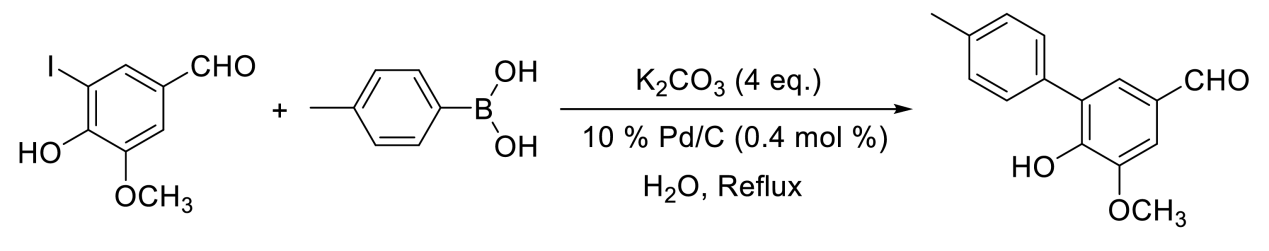 I
CHO
HO
OCH₃
+
OH
B
OH
K₂CO₃ (4 eq.)
10 % Pd/C (0.4 mol %)
H₂O, Reflux
CHO
HO
OCH₃